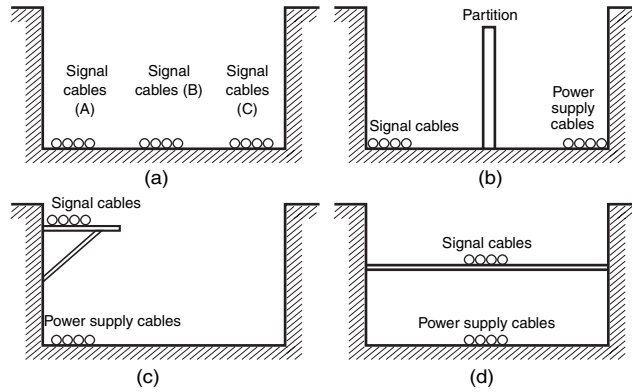 Signal
cables
(A)
Signal
cables (B)
Signal
cables
(C)
(a)
Partition
Signal cables
Power
supply
cables
(b)
Signal cables
Power supply cables
(c)
Signal cables
Power supply cables
(d)